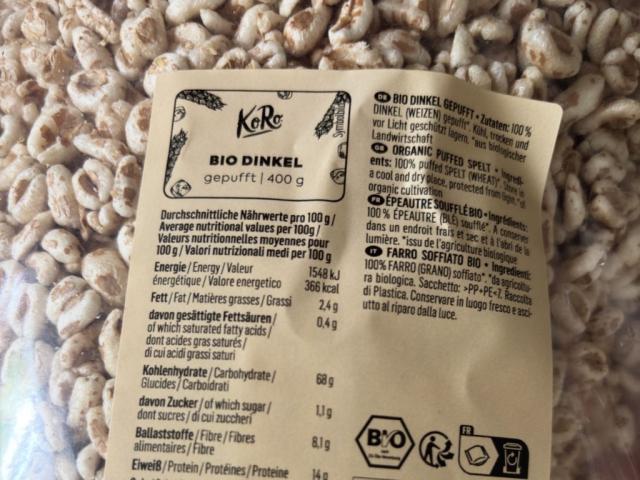 KoRo
BIO DINKEL
gepufft | 400 g
Durchschnittliche Nährwerte pro 100 g/
Average nutritional values per 100g/
Valeurs nutritionnelles moyennes pour
100 g/Valori nutrizionali medi per 100 g
Energie/Energy/Valeur
énergétique/Valore energetico
1548 kJ
366 kcal
Fett/Fat/Matières grasses/Grassi
2,4 g
davon gesättigte Fettsäuren/
of which saturated fatty acids/
dont acides gras saturés/
di cui acidi grassi saturi
0,4 g
Kohlenhydrate/Carbohydrate/
Glucides/Carboidrati
68 g
davon Zucker/of which sugar/
dont sucres/di cui zuccheri
1,1 g
Ballaststoffe/Fibre/Fibres
alimentaires/Fibre
8,1 g
Eiweiß/Protein/Protéines/Proteine
14 g
DE BIO DINKEL GEPUFFT • Zutaten: 100 %
DINKEL (WEIZEN) gepufft*. Kühl, trocken und
vor Licht geschützt lagern. *aus biologischer
Landwirtschaft
GB ORGANIC PUFFED SPELT • Ingredi-
ents: 100% puffed SPELT (WHEAT)*. Store in
a cool and dry place, protected from light. *of
organic cultivation
FR ÉPEAUTRE SOUFFLÉ BIO • Ingrédients:
100 % ÉPEAUTRE (BLÉ) soufflé*. À conserver
dans un endroit frais et sec et à l'abri de la
lumière. *issu de l'agriculture biologique
IT FARRO SOFFIATO BIO • Ingredienti:
100% FARRO (GRANO) soffiato*. *da agricoltu-
ra biologica. Sacchetto: >PP+PE<7. Raccolta
di Plastica. Conservare in luogo fresco e asci-
utto al riparo dalla luce.
BIO
FR